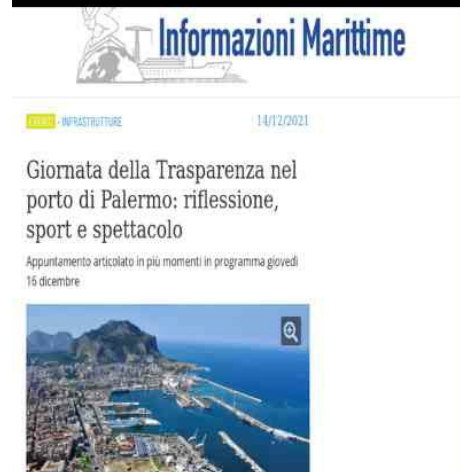 Informazioni Marittime
- INFRASTRUTTURE
14/12/2021
Giornata della Trasparenza nel
porto di Palermo: riflessione,
sport e spettacolo
Appuntamento articolato in più momenti in programma giovedì
16 dicembre